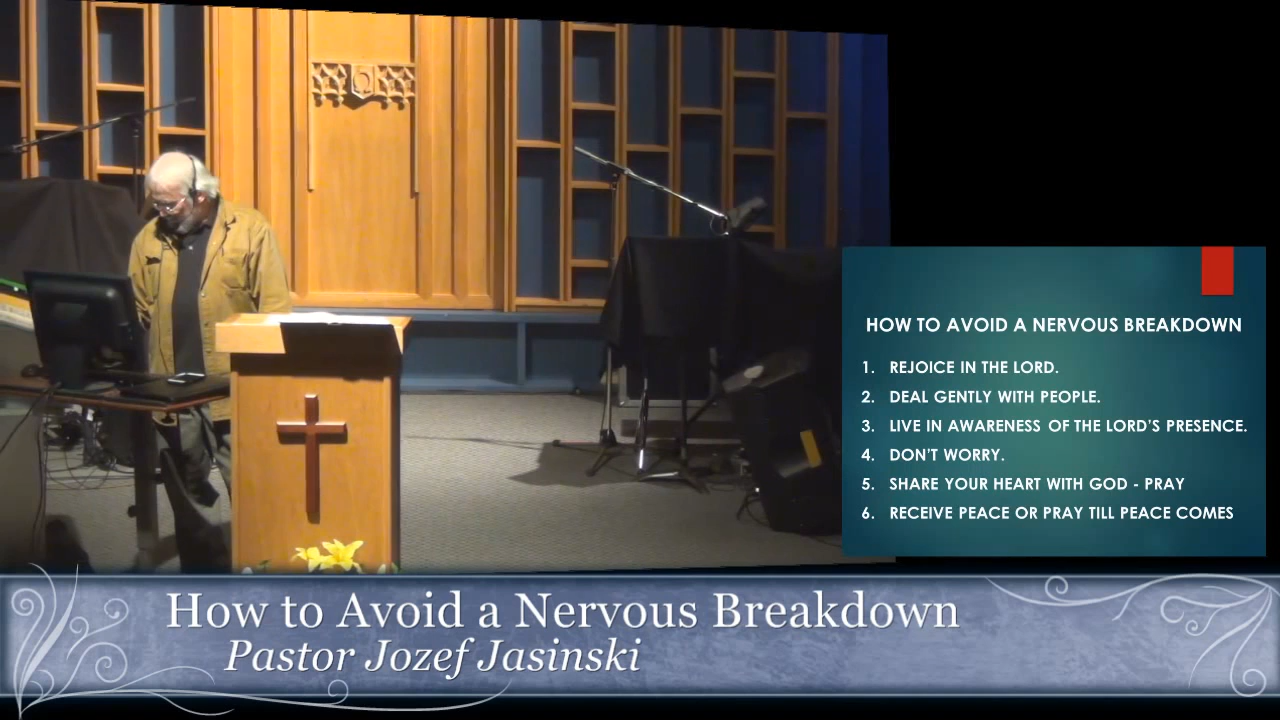 HOW TO AVOID A NERVOUS BREAKDOWN
1. REJOICE IN THE LORD.
2. DEAL GENTLY WITH PEOPLE.
3. LIVE IN AWARENESS OF THE LORD'S PRESENCE.
4. DON'T WORRY.
5. SHARE YOUR HEART WITH GOD - PRAY
6. RECEIVE PEACE OR PRAY TILL PEACE COMES
How to Avoid a Nervous Breakdown
Pastor Jozef Jasinski